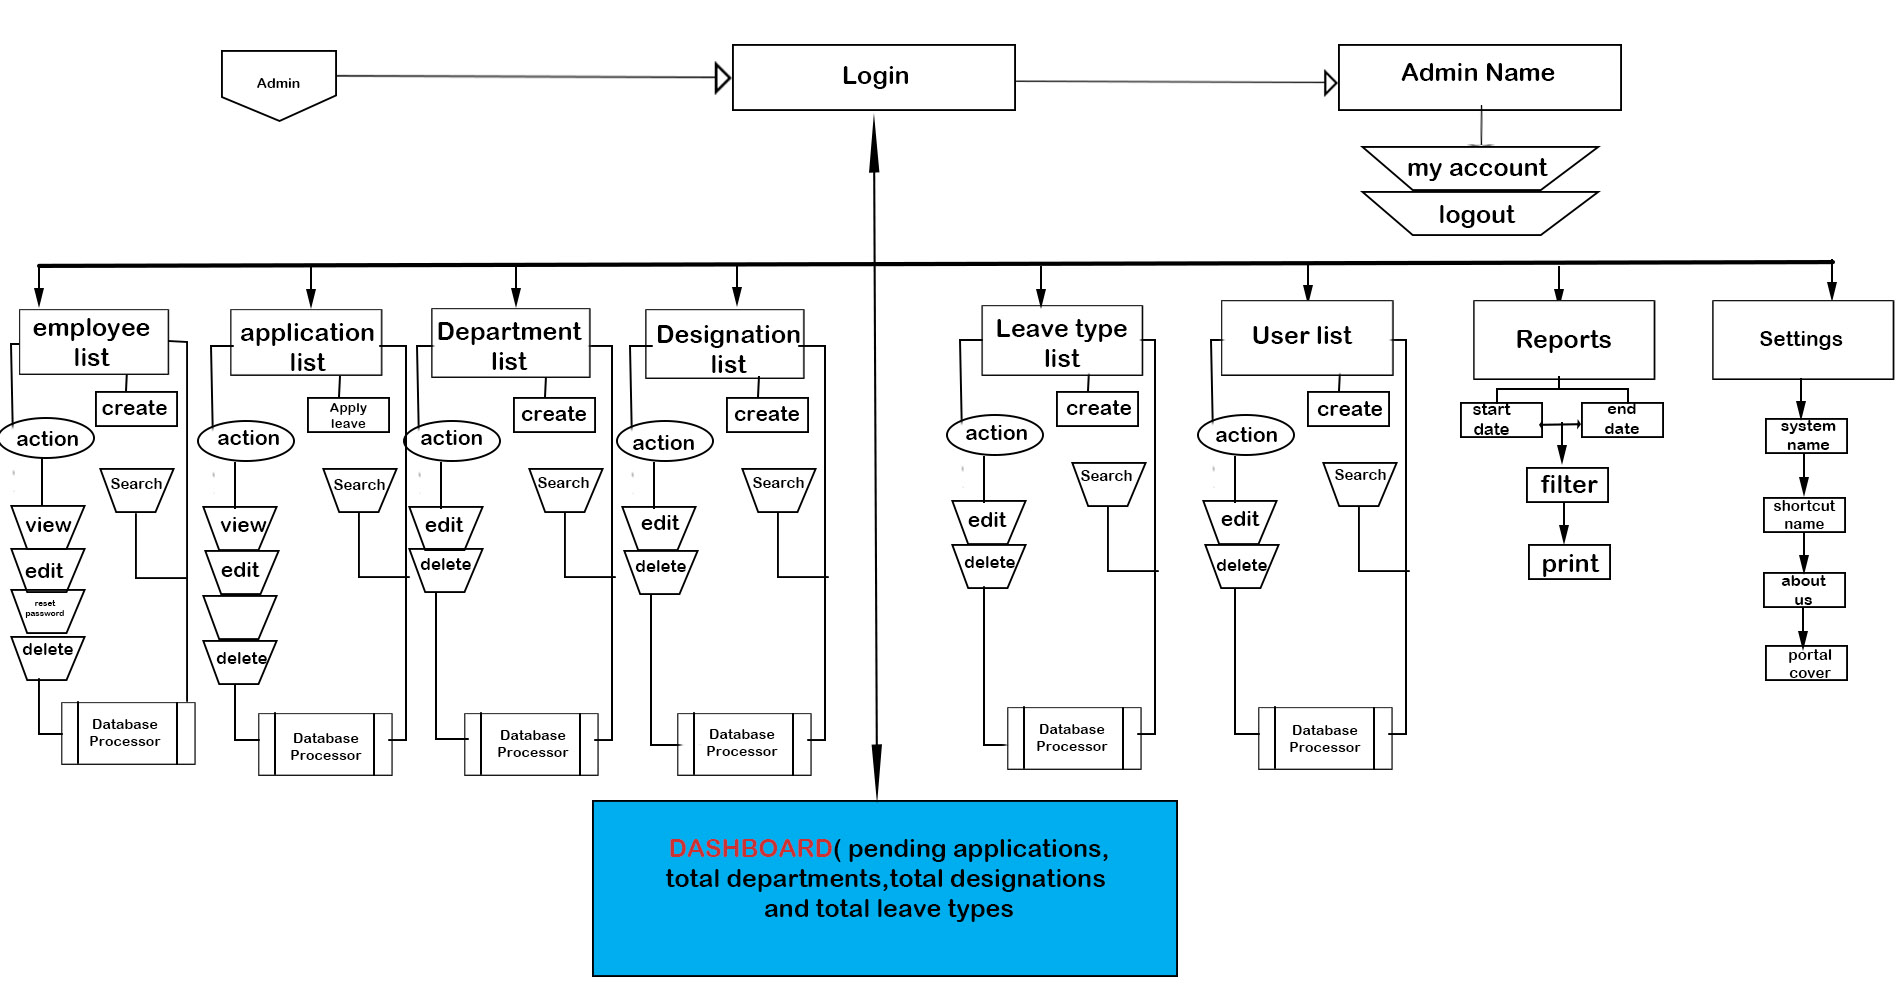 Admin
Login
Admin Name
my account
logout
employee
list
create
action
Search
view
edit
reset
password
delete
Database
Processor
application
list
Apply
leave
action
Search
view
edit
delete
Database
Processor
Department
list
create
action
Search
edit
delete
Database
Processor
Designation
list
create
action
Search
edit
delete
Database
Processor
Leave type
list
create
action
Search
edit
delete
Database
Processor
User list
create
action
Search
edit
delete
Database
Processor
Reports
start
date
end
date
filter
print
Settings
system
name
shortcut
name
about
us
portal
cover
DASHBOARD( pending applications,
total departments,total designations
and total leave types